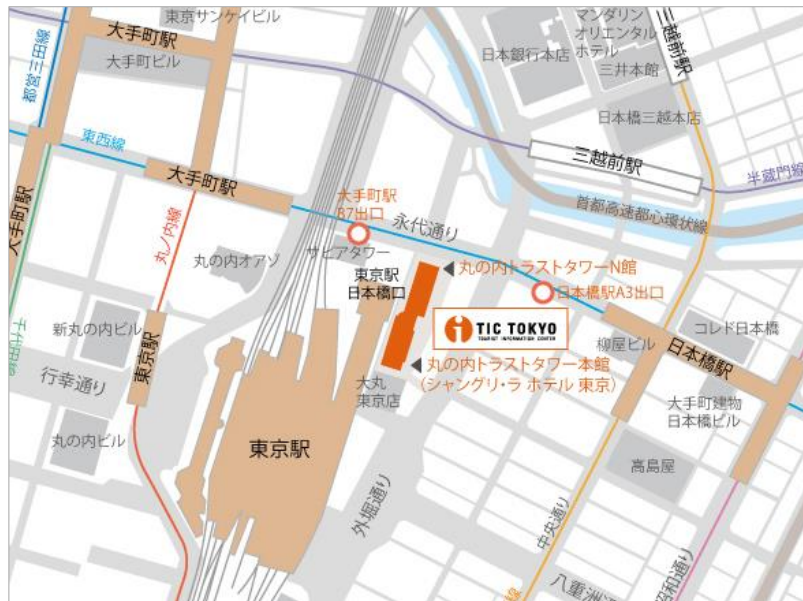 東京サンケイビル
大手町駅
大手町ビル
都営三田線
マンダリン
オリエンタル
ホテル
日本銀行本店
三井本館
三越前駅
日本橋三越本店
三越前駅
半蔵門線
首都高速都心環状線
東西線
大手町駅
大手町駅
丸ノ内線
大手町駅
B7出口
永代通り
サピアタワー
丸の内オアゾ
東京駅
日本橋口
丸の内トラストタワーN館
日本橋駅A3出口
TIC TOKYO
TOURIST INFORMATION CENTER
丸の内トラストタワー本館
(シャングリ・ラ ホテル 東京)
柳屋ビル
コレド日本橋
日本橋駅
大手町建物
日本橋ビル
千代田線
新丸の内ビル
行幸通り
東京駅
丸の内ビル
大丸
東京店
東京駅
外堀通り
高島屋
中央通り
八重洲
昭和通り
線